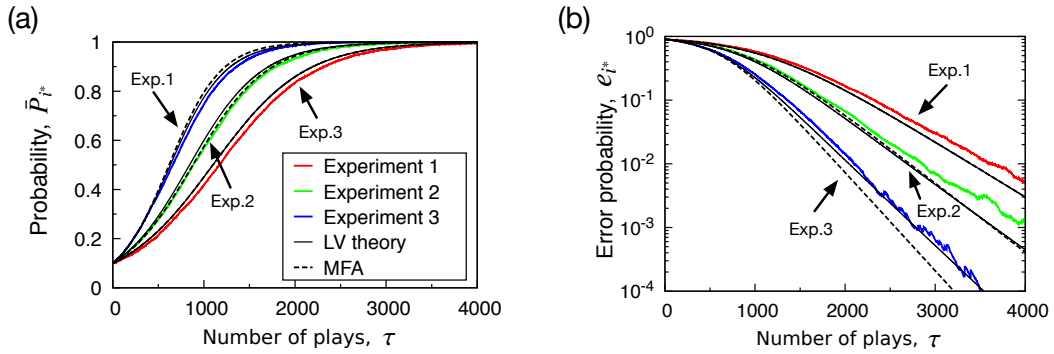 (a)
Probability, P̄ᵢ*
1
0.8
0.6
0.4
0.2
0
0
1000
2000
3000
4000
Number of plays, τ
Exp.1
Exp.2
Exp.3
Experiment 1
Experiment 2
Experiment 3
LV theory
MFA
(b)
Error probability, eᵢ*
10⁰
10⁻¹
10⁻²
10⁻³
10⁻⁴
0
1000
2000
3000
4000
Number of plays, τ
Exp.1
Exp.2
Exp.3